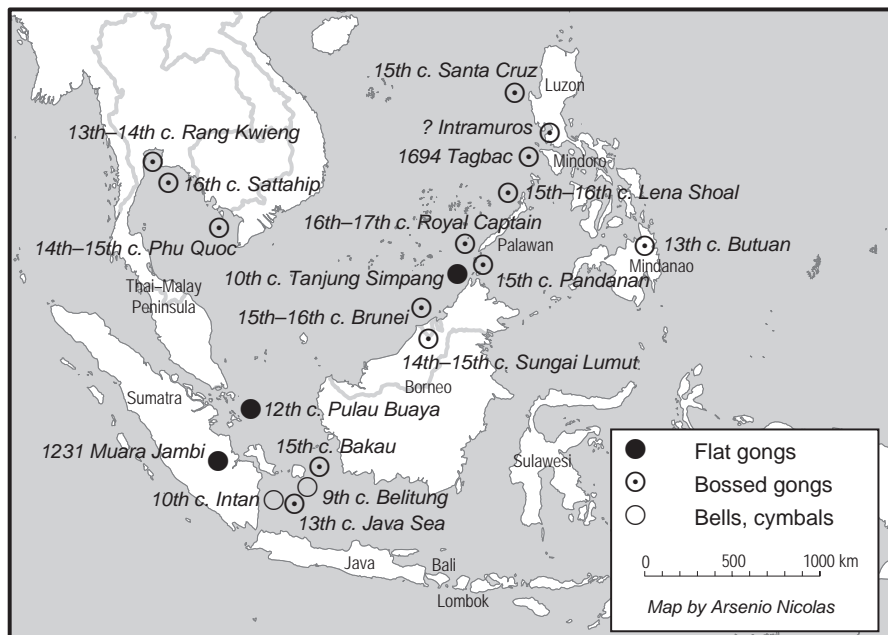 15th c. Santa Cruz
Luzon
13th–14th c. Rang Kwieng
? Intramuros
1694 Tagbac
Mindoro
16th c. Sattahip
15th–16th c. Lena Shoal
16th–17th c. Royal Captain
14th–15th c. Phu Quoc
Palawan
13th c. Butuan
Mindanao
10th c. Tanjung Simpang
15th c. Pandanan
Thai–Malay
Peninsula
15th–16th c. Brunei
14th–15th c. Sungai Lumut
Borneo
Sumatra
12th c. Pulau Buaya
15th c. Bakau
1231 Muara Jambi
Sulawesi
10th c. Intan
9th c. Belitung
13th c. Java Sea
Java
Bali
Lombok
Flat gongs
Bossed gongs
Bells, cymbals
0 500 1000 km
Map by Arsenio Nicolas